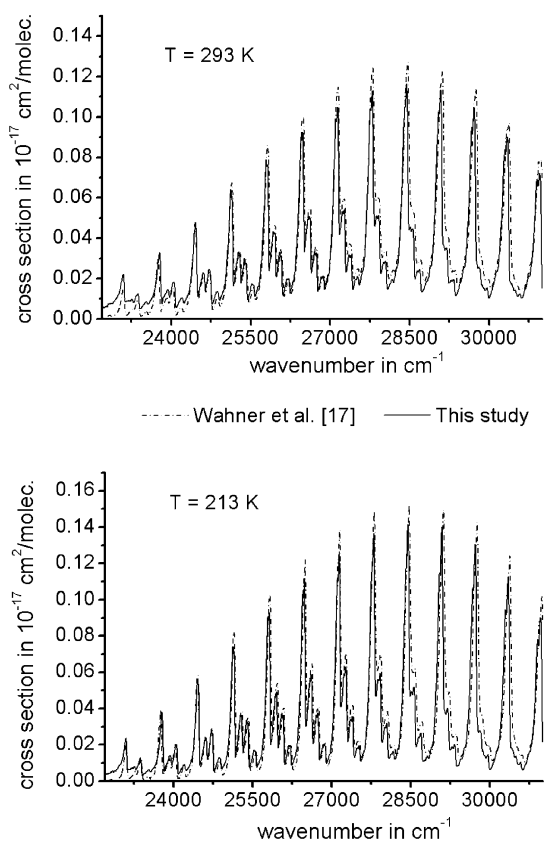 0.14
0.12
0.10
0.08
0.06
0.04
0.02
0.00
cross section in 10⁻¹⁷ cm²/molec.
T = 293 K
24000 25500 27000 28500 30000
wavenumber in cm⁻¹
Wahner et al. [17] This study
0.16
0.14
0.12
0.10
0.08
0.06
0.04
0.02
0.00
cross section in 10⁻¹⁷ cm²/molec.
T = 213 K
24000 25500 27000 28500 30000
wavenumber in cm⁻¹